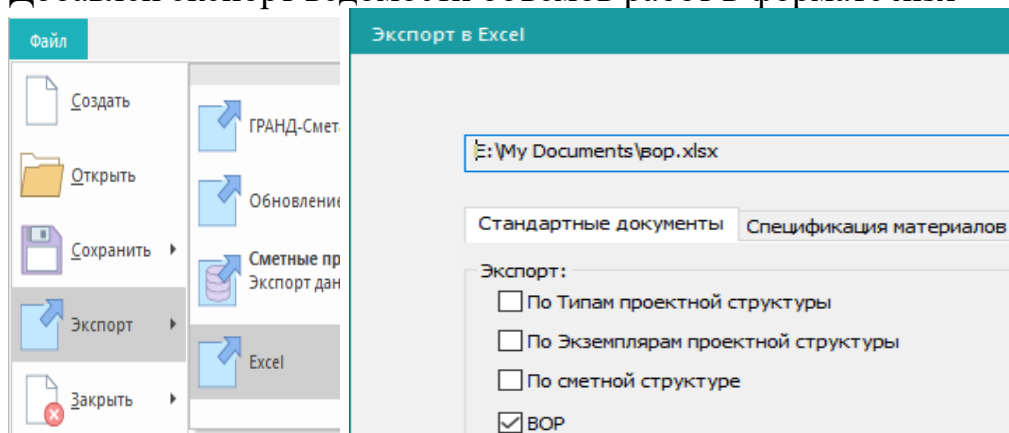 Файл
Создать
Открыть
Сохранить
Экспорт
Закрыть
ГРАНД-Смет
Обновление
Сметные пр
Экспорт дан
Excel
Экспорт в Excel
E:\My Documents\вор.xlsx
Стандартные документы Спецификация материалов
Экспорт:
По Типам проектной структуры
По Экземплярам проектной структуры
По сметной структуре
ВОР